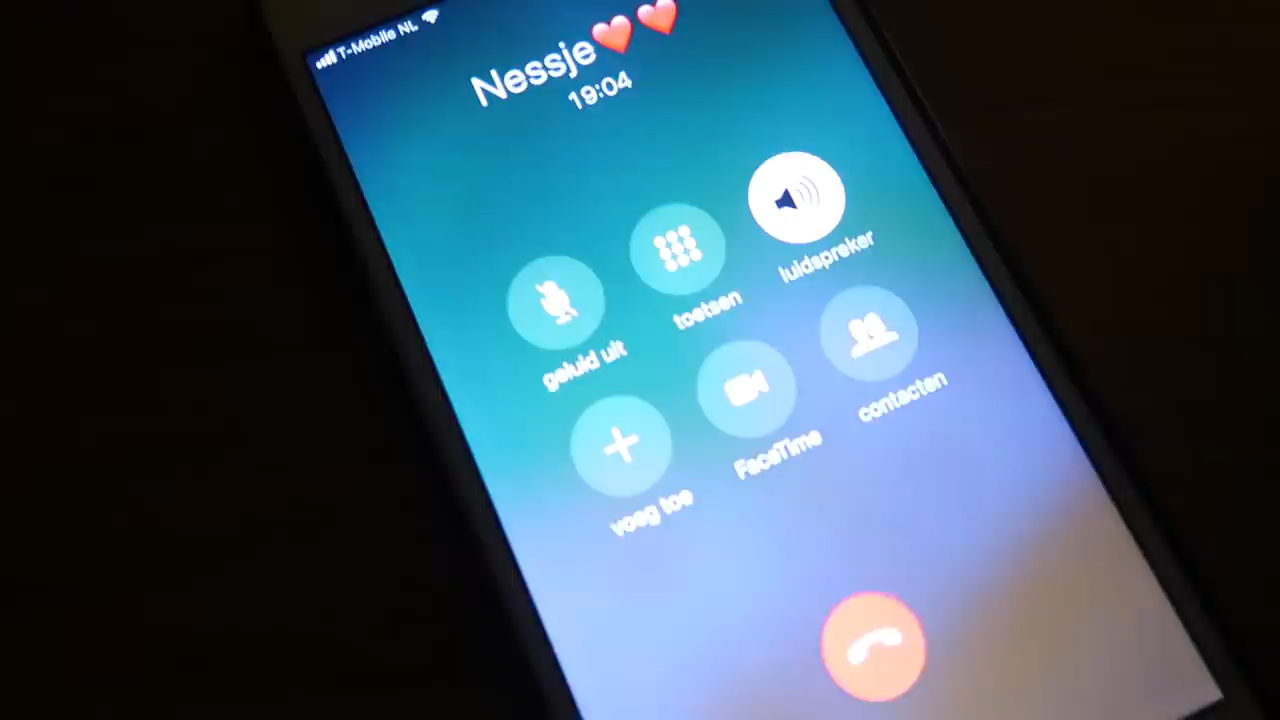 T-Mobile NL
Nessje❤️❤️
19:04
geluid uit
toetsen
luidspreker
voeg toe
FaceTime
contacten